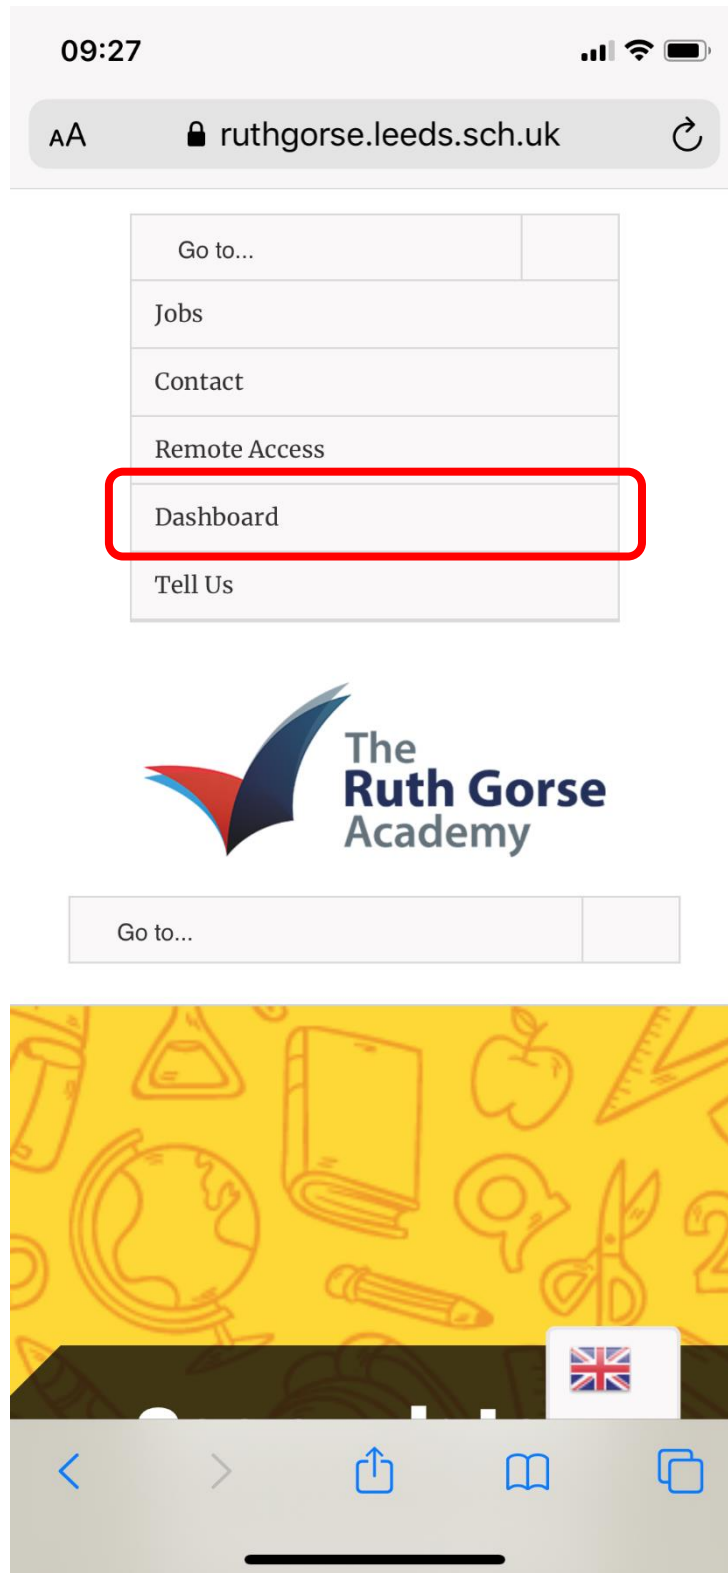 09:27
AA ruthgorse.leeds.sch.uk
Go to...
Jobs
Contact
Remote Access
Dashboard
Tell Us
The
Ruth Gorse
Academy
Go to...
2